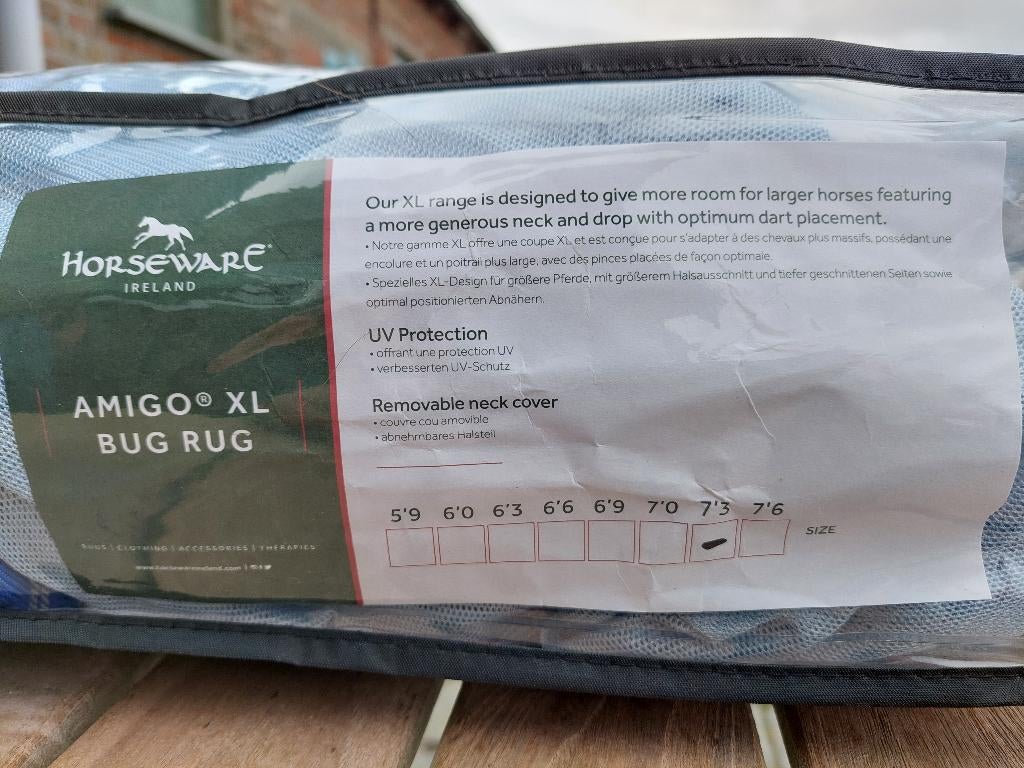 HORSEWARE®
IRELAND
AMIGO® XL
BUG RUG
RUGS | CLOTHING | ACCESSORIES | THERAPIES
www.horsewareireland.com |
Our XL range is designed to give more room for larger horses featuring
a more generous neck and drop with optimum dart placement.
• Notre gamme XL offre une coupe XL et est conçue pour s'adapter à des chevaux plus massifs, possédant une
encolure et un poitrail plus large, avec des pinces placées de façon optimale.
• Spezielles XL-Design für größere Pferde, mit größerem Halsausschnitt und tiefer geschnittenen Seiten sowie
optimal positionierten Abnähern.
UV Protection
• offrant une protection UV
• verbesserten UV-Schutz
Removable neck cover
• couvre cou amovible
• abnehmbares Halsteil
5'9 6'0 6'3 6'6 6'9 7'0 7'3 7'6
SIZE